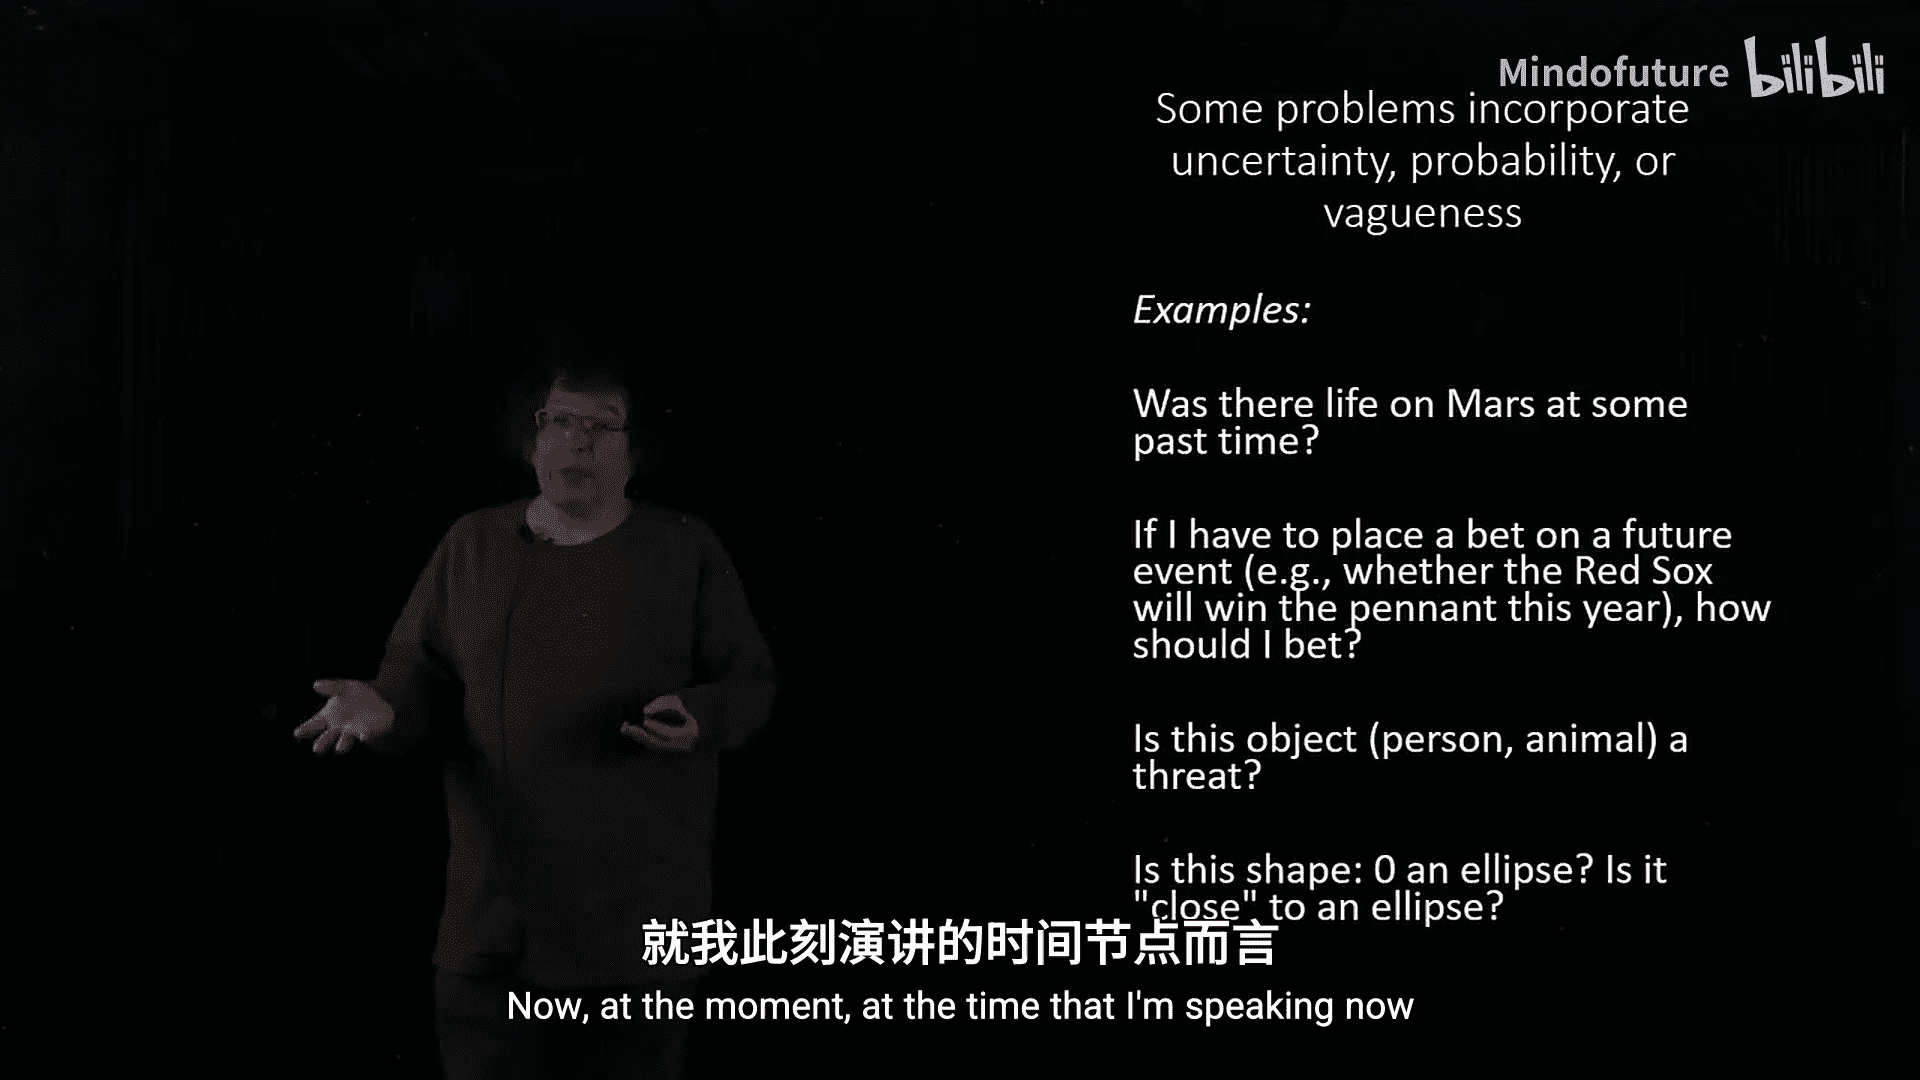 Mindofuture bilibili
Some problems incorporate
uncertainty, probability, or
vagueness
Examples:
Was there life on Mars at some
past time?
If I have to place a bet on a future
event (e.g., whether the Red Sox
will win the pennant this year), how
should I bet?
Is this object (person, animal) a
threat?
Is this shape: 0 an ellipse? Is it
"close" to an ellipse?
就我此刻演讲的时间节点而言
Now, at the moment, at the time that I'm speaking now